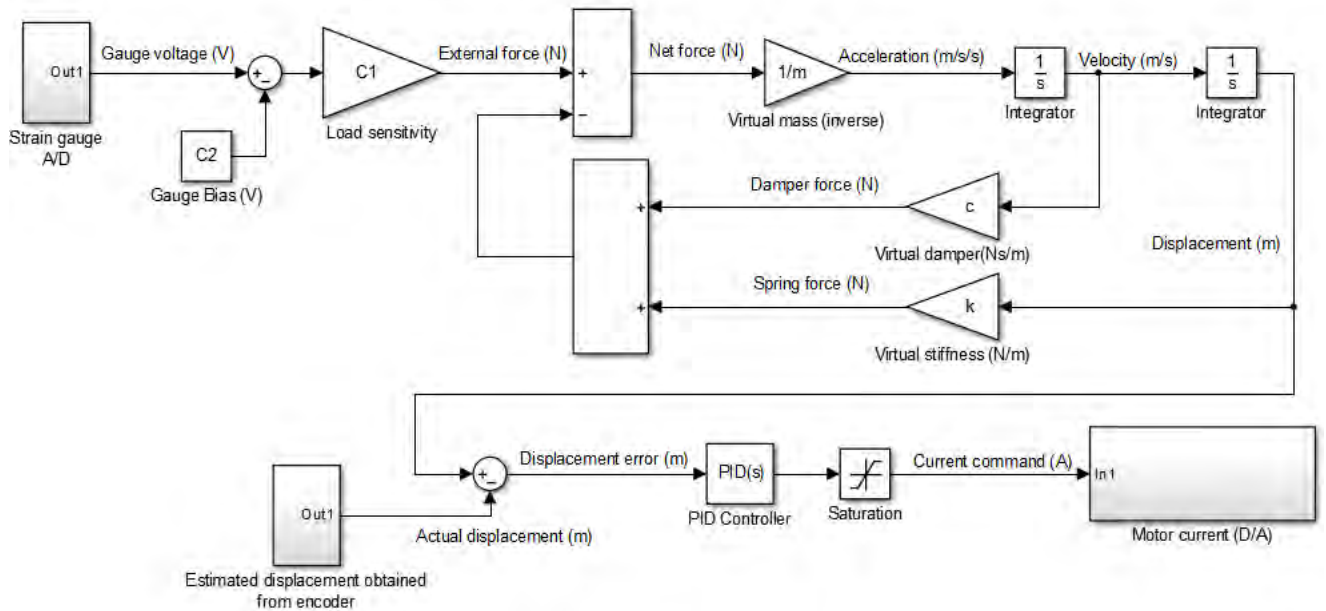 Gauge voltage (V)
Out1
Strain gauge
A/D
+
−
C2
Gauge Bias (V)
C1
Load sensitivity
External force (N)
+
−
Net force (N)
1/m
Virtual mass (inverse)
Acceleration (m/s/s)
1
s
Integrator
Velocity (m/s)
1
s
Integrator
Damper force (N)
+
c
Virtual damper(Ns/m)
Displacement (m)
Spring force (N)
+
k
Virtual stiffness (N/m)
Out1
Estimated displacement obtained
from encoder
+
−
Actual displacement (m)
Displacement error (m)
PID(s)
PID Controller
Saturation
Current command (A)
In1
Motor current (D/A)